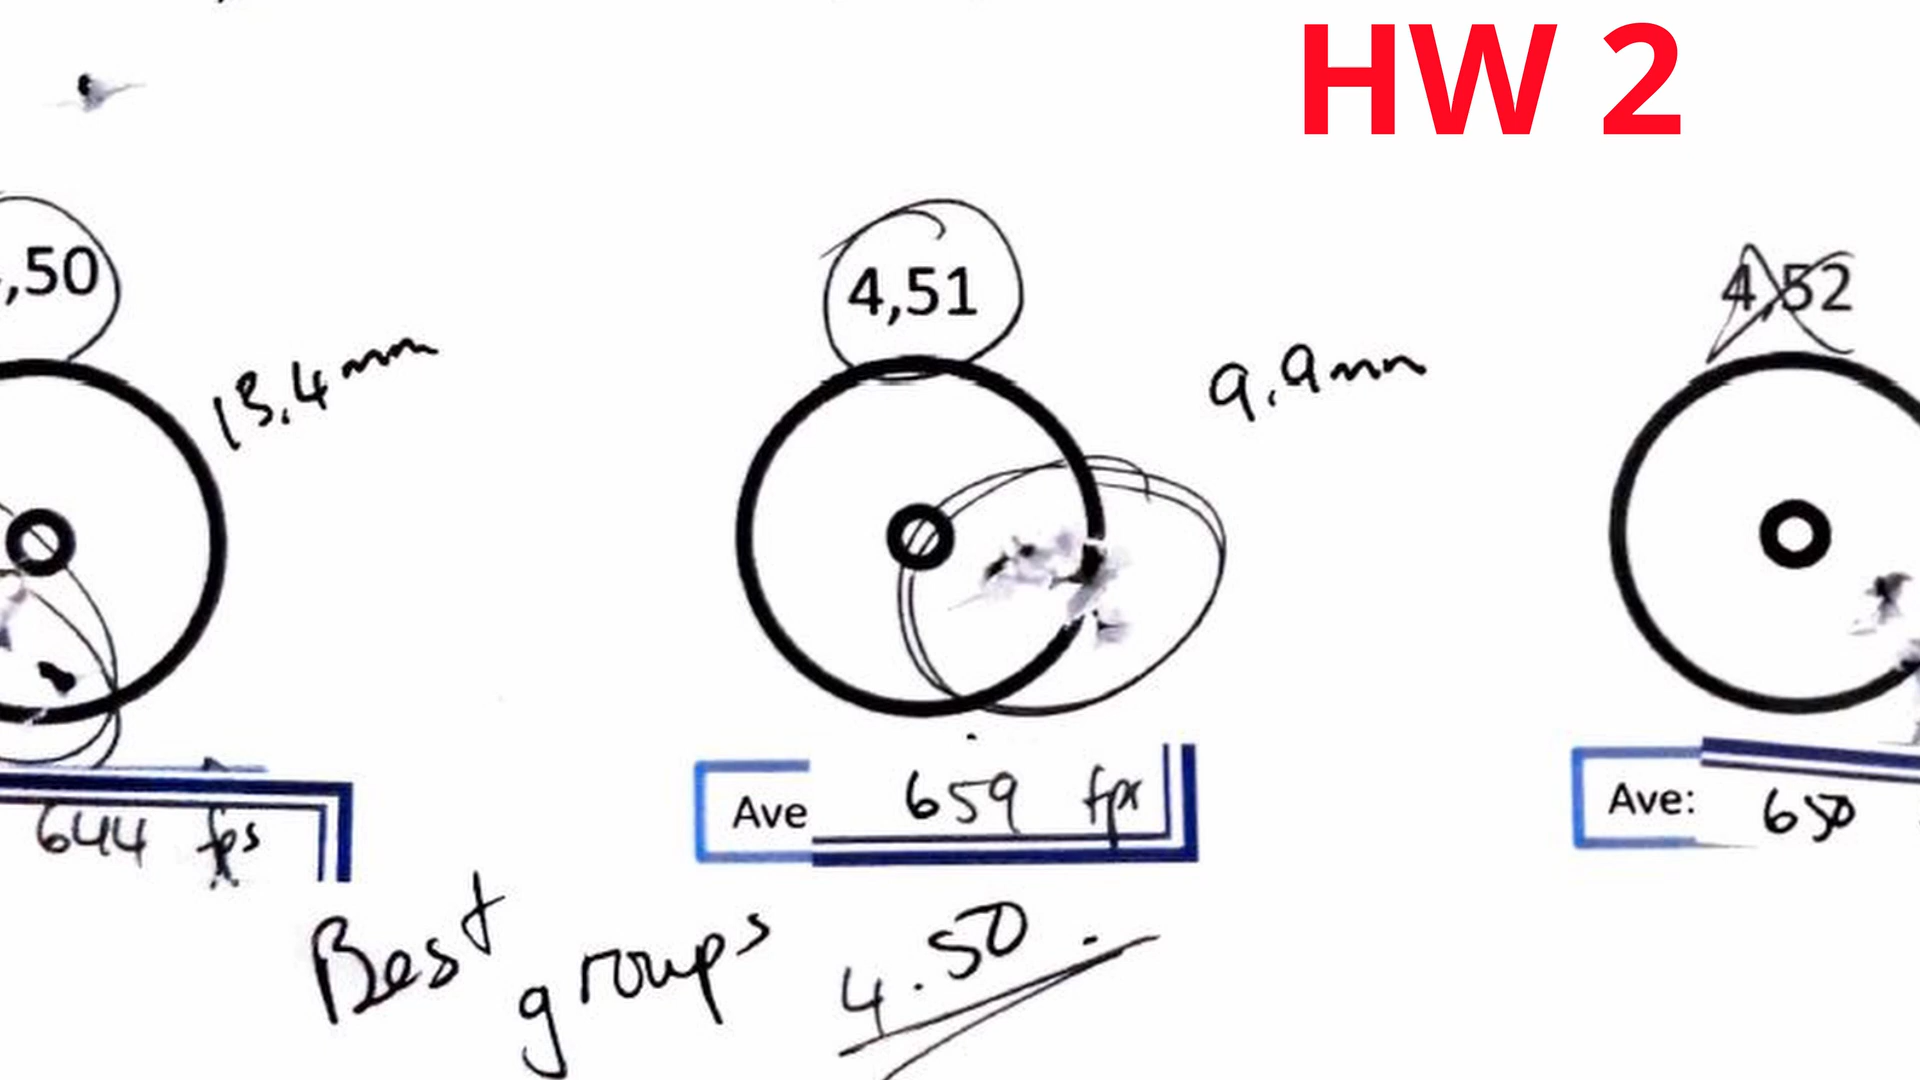 HW 2
,50
4,51
4,52
13.4mm
9.9mm
644 fps
Ave 659 fps
Ave: 650
Best groups 4.50.